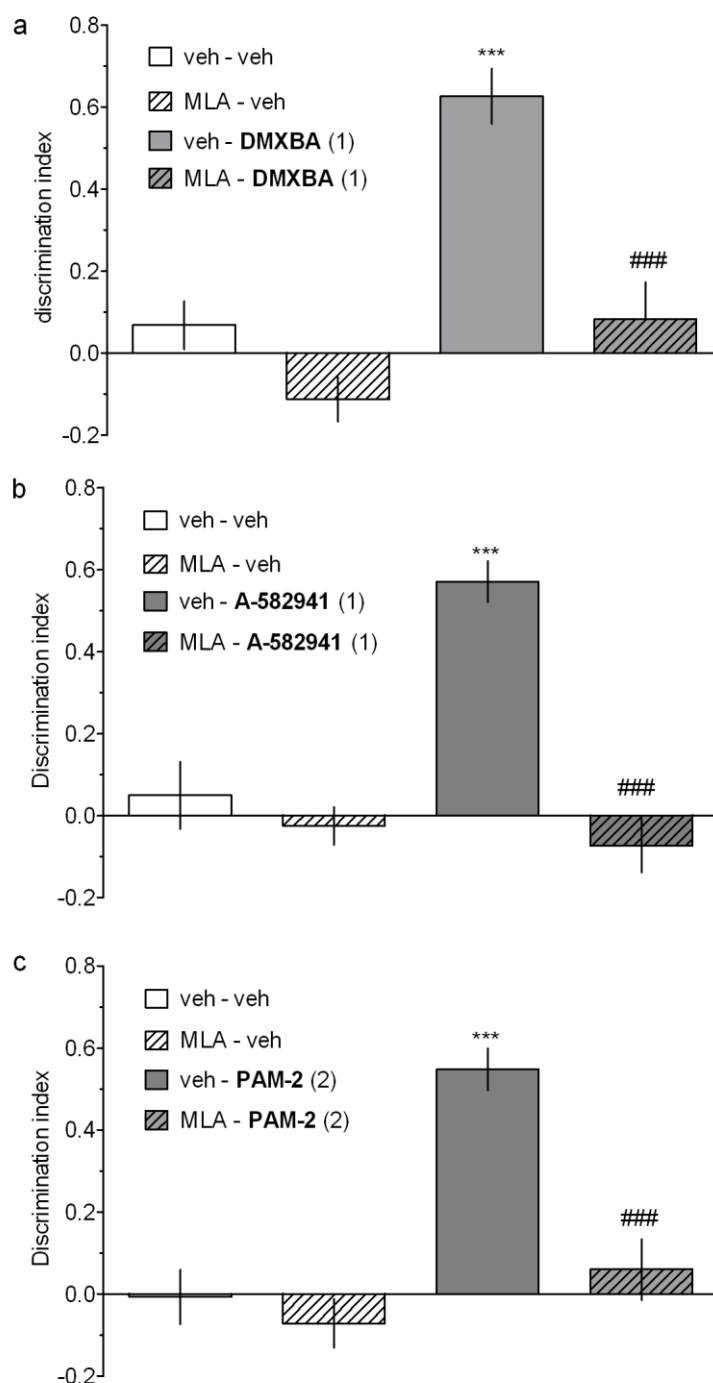 a
0.8
0.6
0.4
0.2
0.0
-0.2
discrimination index
veh - veh
MLA - veh
veh - DMXBA (1)
MLA - DMXBA (1)
***
###
b
0.8
0.6
0.4
0.2
0.0
-0.2
Discrimination index
veh - veh
MLA - veh
veh - A-582941 (1)
MLA - A-582941 (1)
***
###
c
0.8
0.6
0.4
0.2
0.0
-0.2
Discrimination index
veh - veh
MLA - veh
veh - PAM-2 (2)
MLA - PAM-2 (2)
***
###